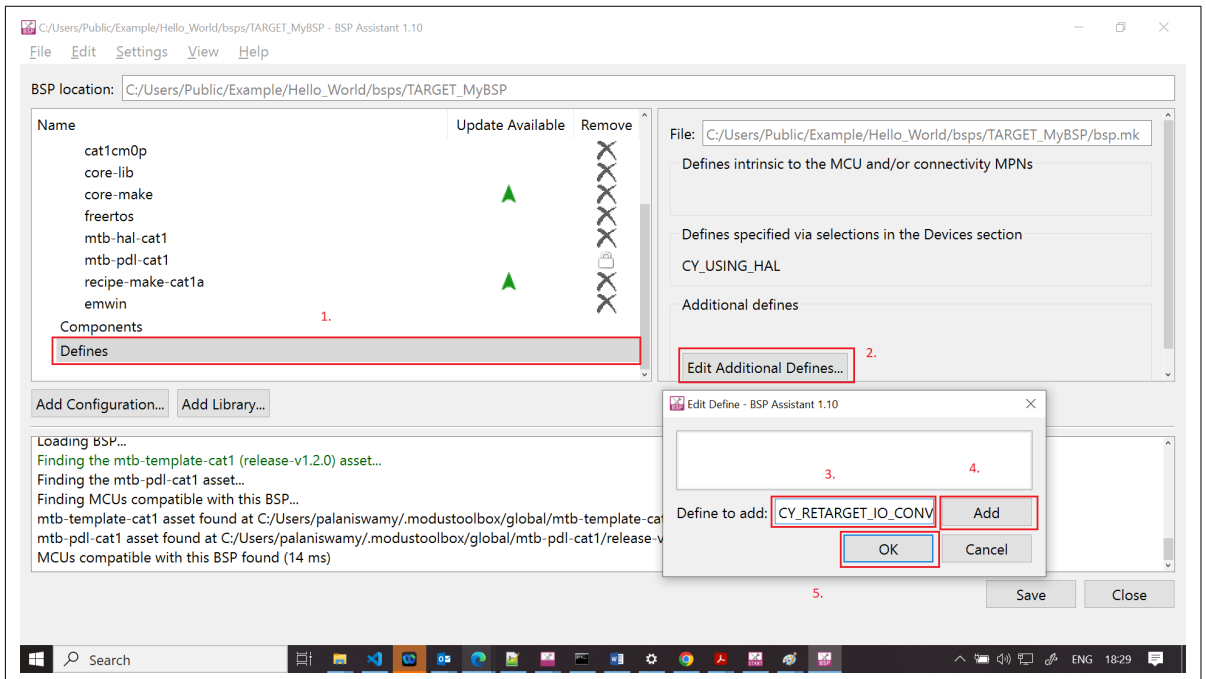 C:/Users/Public/Example/Hello_World/bsps/TARGET_MyBSP - BSP Assistant 1.10
File Edit Settings View Help
BSP location: C:/Users/Public/Example/Hello_World/bsps/TARGET_MyBSP
Name Update Available Remove
cat1cm0p
core-lib
core-make
freertos
mtb-hal-cat1
mtb-pdl-cat1
recipe-make-cat1a
emwin
1.
Components
Defines
File: C:/Users/Public/Example/Hello_World/bsps/TARGET_MyBSP/bsp.mk
Defines intrinsic to the MCU and/or connectivity MPNs
Defines specified via selections in the Devices section
CY_USING_HAL
Additional defines
2.
Edit Additional Defines...
Add Configuration... Add Library...
Edit Define - BSP Assistant 1.10
3. 4.
Define to add: CY_RETARGET_IO_CONV Add
OK Cancel
5.
Loading BSP...
Finding the mtb-template-cat1 (release-v1.2.0) asset...
Finding the mtb-pdl-cat1 asset...
Finding MCUs compatible with this BSP...
mtb-template-cat1 asset found at C:/Users/palaniswamy/.modustoolbox/global/mtb-template-ca
mtb-pdl-cat1 asset found at C:/Users/palaniswamy/.modustoolbox/global/mtb-pdl-cat1/release-v
MCUs compatible with this BSP found (14 ms)
Save Close
Search ENG 18:29